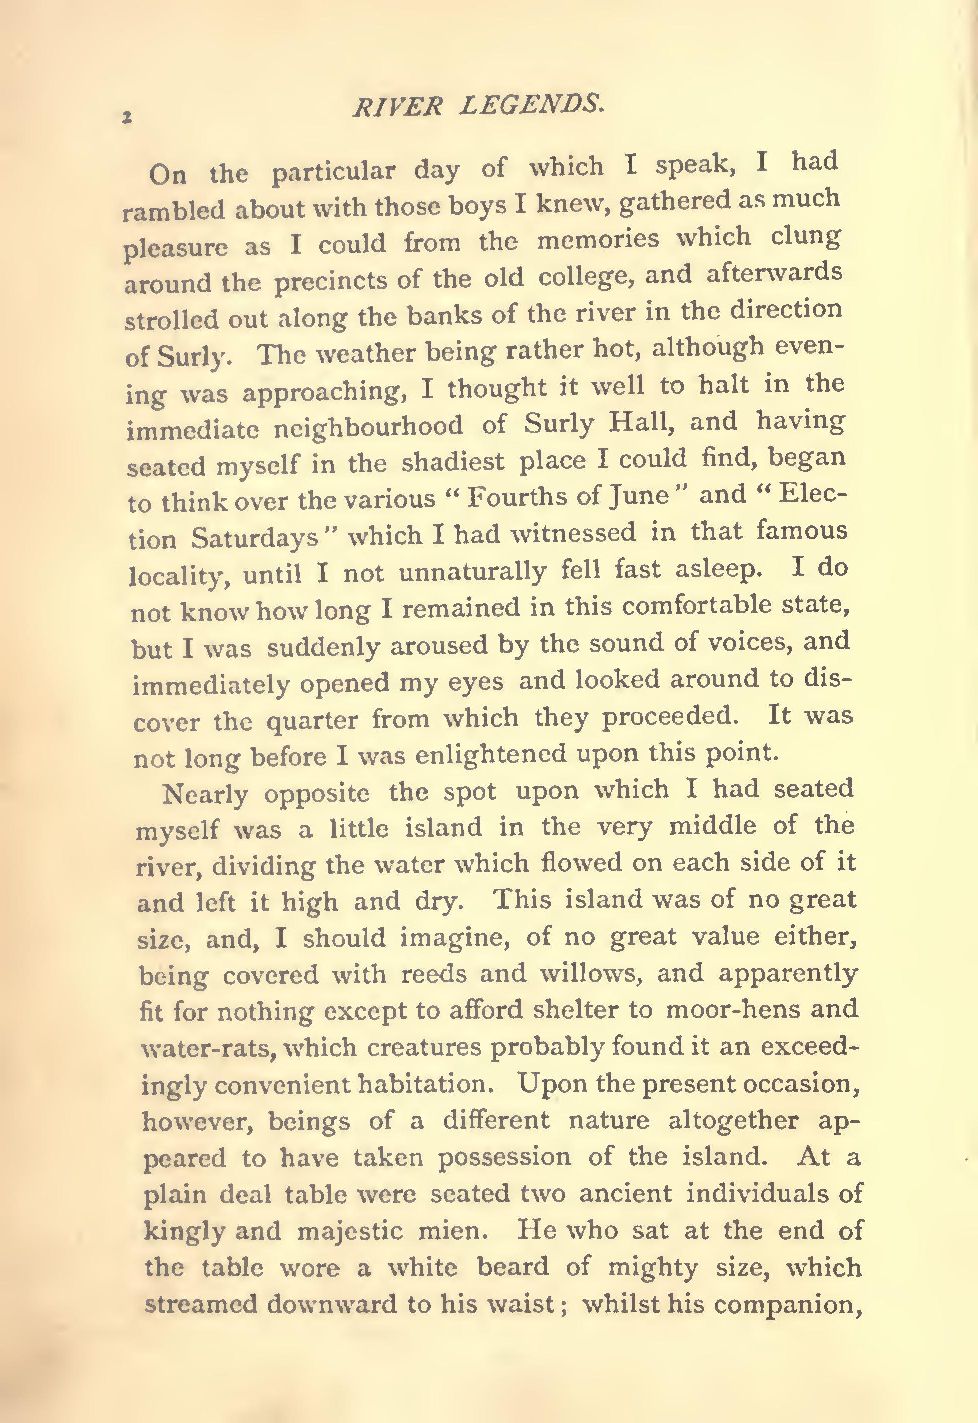 2
RIVER LEGENDS.
On the particular day of which I speak, I had
rambled about with those boys I knew, gathered as much
pleasure as I could from the memories which clung
around the precincts of the old college, and afterwards
strolled out along the banks of the river in the direction
of Surly. The weather being rather hot, although even-
ing was approaching, I thought it well to halt in the
immediate neighbourhood of Surly Hall, and having
seated myself in the shadiest place I could find, began
to think over the various “ Fourths of June ” and “ Elec-
tion Saturdays ” which I had witnessed in that famous
locality, until I not unnaturally fell fast asleep. I do
not know how long I remained in this comfortable state,
but I was suddenly aroused by the sound of voices, and
immediately opened my eyes and looked around to dis-
cover the quarter from which they proceeded. It was
not long before I was enlightened upon this point.
Nearly opposite the spot upon which I had seated
myself was a little island in the very middle of the
river, dividing the water which flowed on each side of it
and left it high and dry. This island was of no great
size, and, I should imagine, of no great value either,
being covered with reeds and willows, and apparently
fit for nothing except to afford shelter to moor-hens and
water-rats, which creatures probably found it an exceed-
ingly convenient habitation. Upon the present occasion,
however, beings of a different nature altogether ap-
peared to have taken possession of the island. At a
plain deal table were seated two ancient individuals of
kingly and majestic mien. He who sat at the end of
the table wore a white beard of mighty size, which
streamed downward to his waist ; whilst his companion,